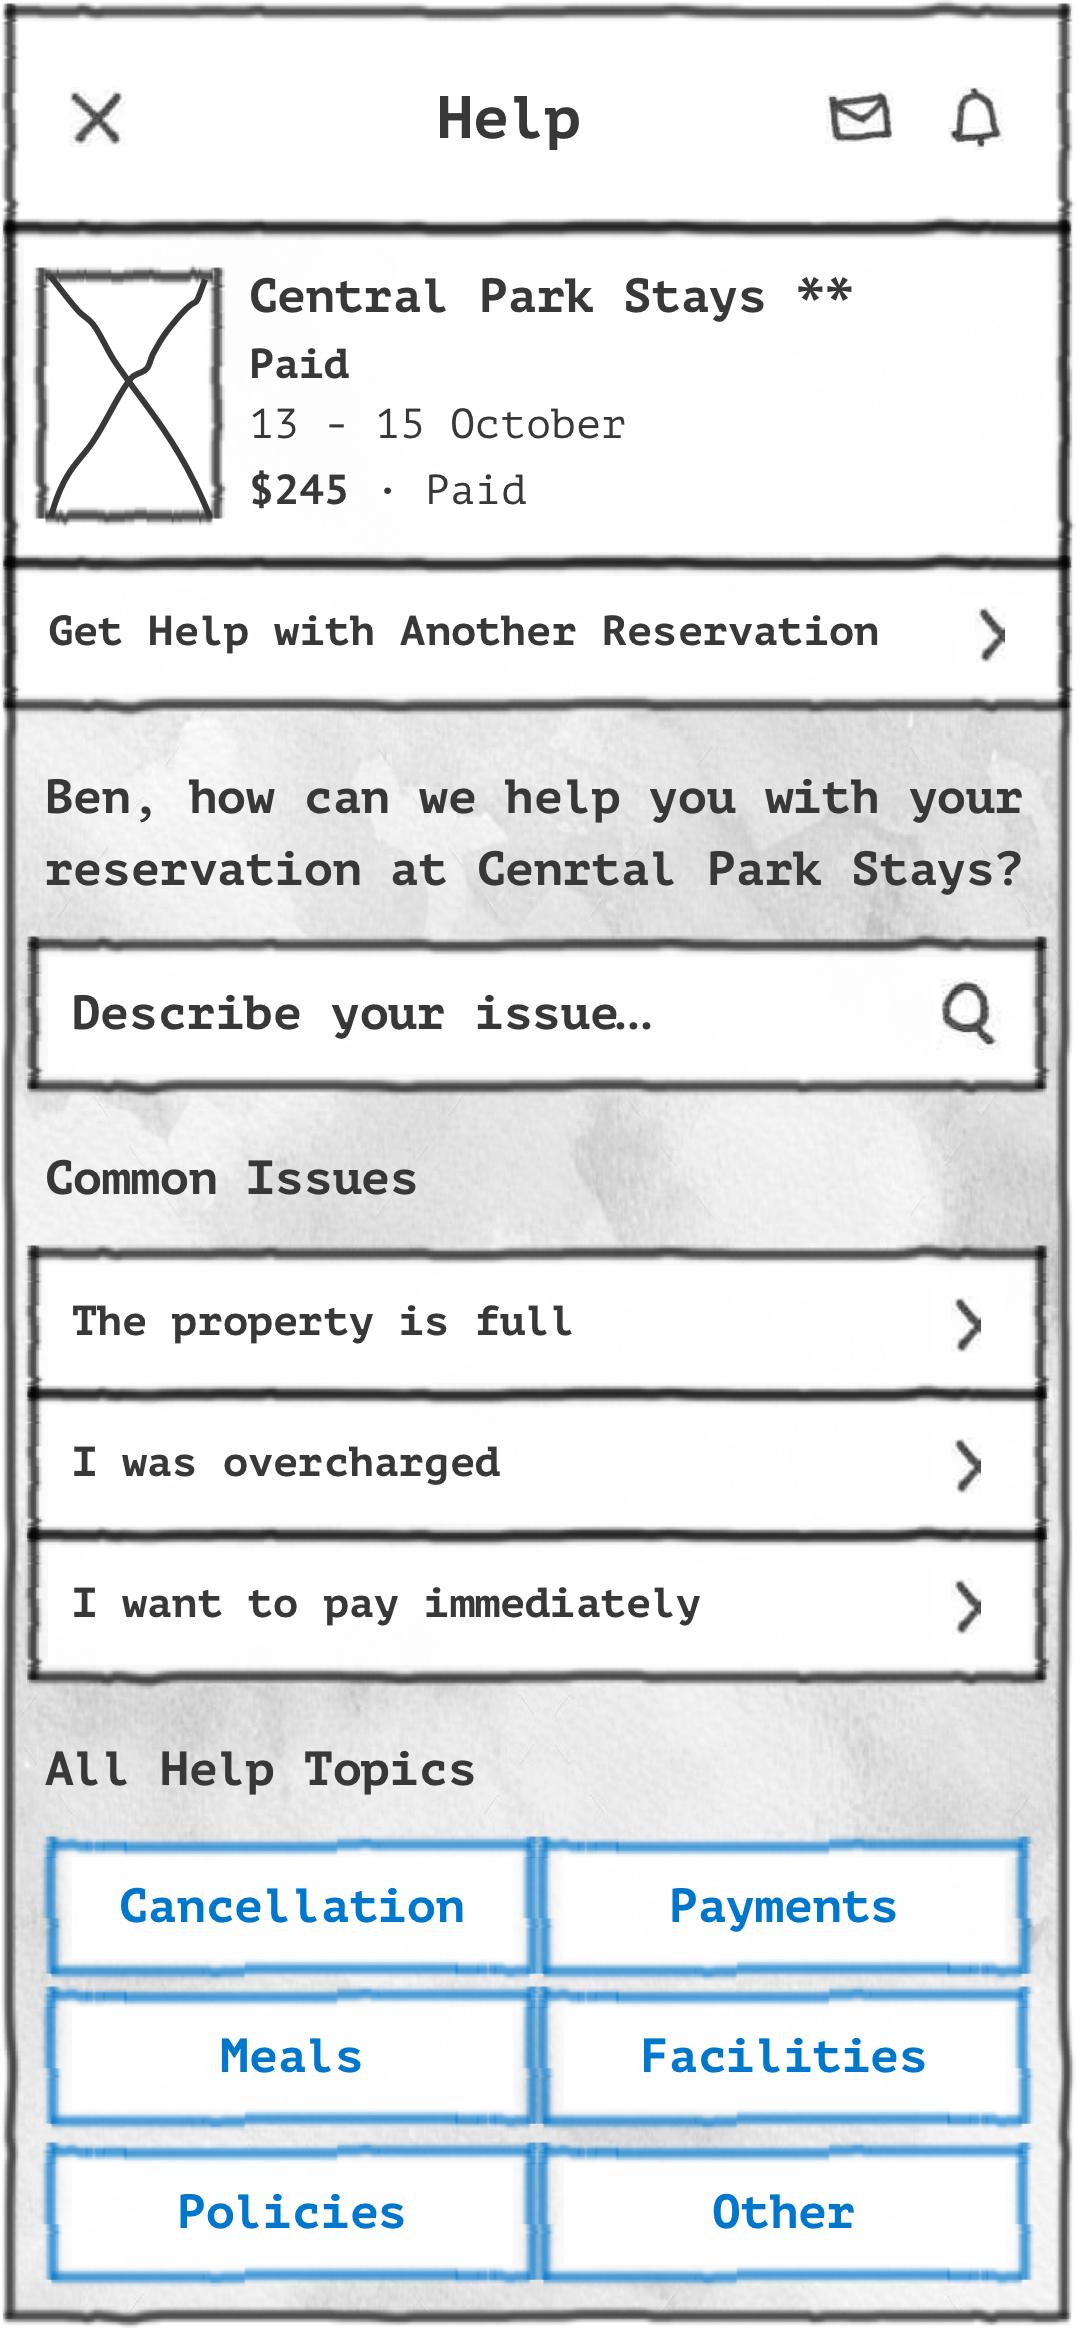 Help
Central Park Stays **
Paid
13 - 15 October
$245 · Paid
Get Help with Another Reservation
Ben, how can we help you with your
reservation at Cenrtal Park Stays?
Describe your issue...
Common Issues
The property is full
I was overcharged
I want to pay immediately
All Help Topics
Cancellation
Payments
Meals
Facilities
Policies
Other